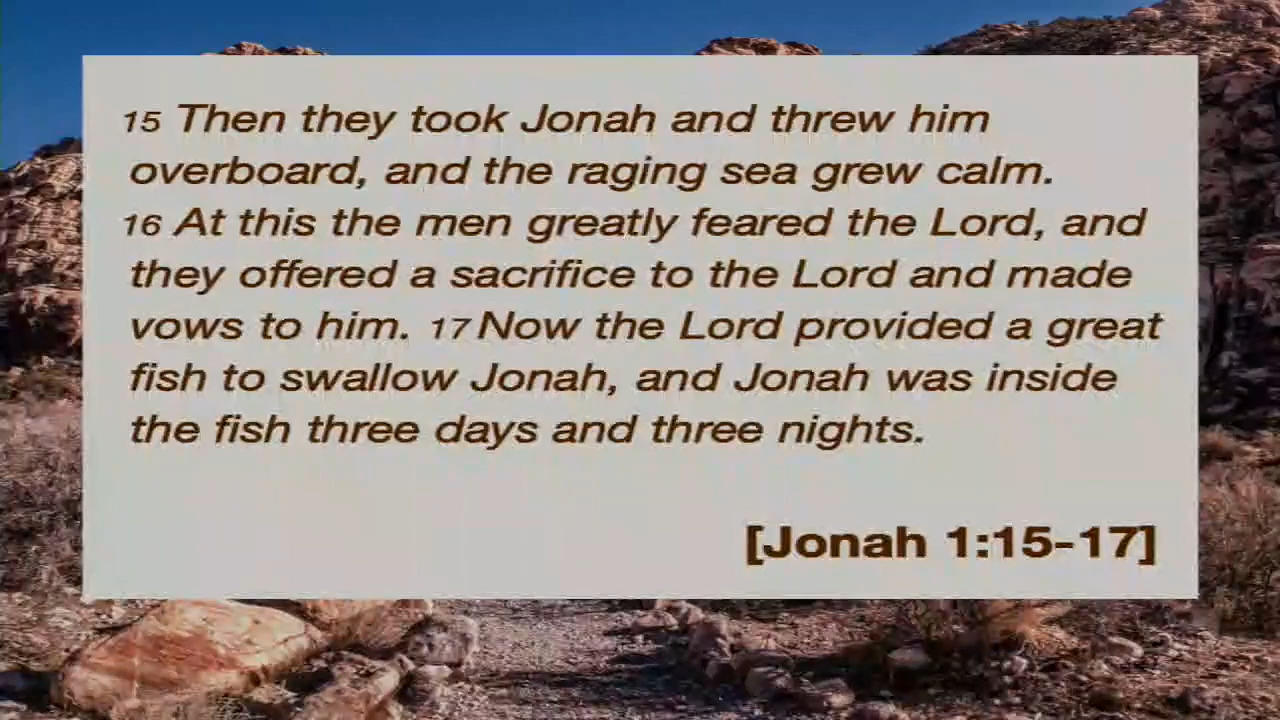 15 Then they took Jonah and threw him
overboard, and the raging sea grew calm.
16 At this the men greatly feared the Lord, and
they offered a sacrifice to the Lord and made
vows to him. 17 Now the Lord provided a great
fish to swallow Jonah, and Jonah was inside
the fish three days and three nights.
[Jonah 1:15-17]